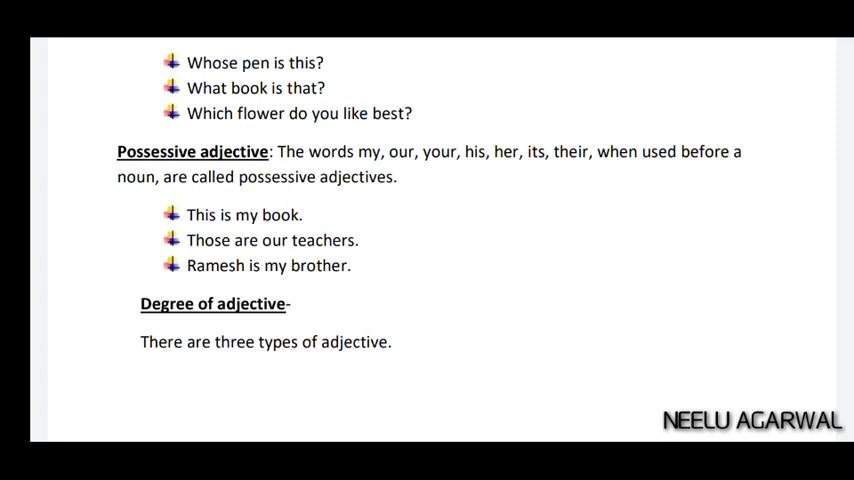 Whose pen is this?
What book is that?
Which flower do you like best?
Possessive adjective: The words my, our, your, his, her, its, their, when used before a
noun, are called possessive adjectives.
This is my book.
Those are our teachers.
Ramesh is my brother.
Degree of adjective-
There are three types of adjective.
NEELU AGARWAL